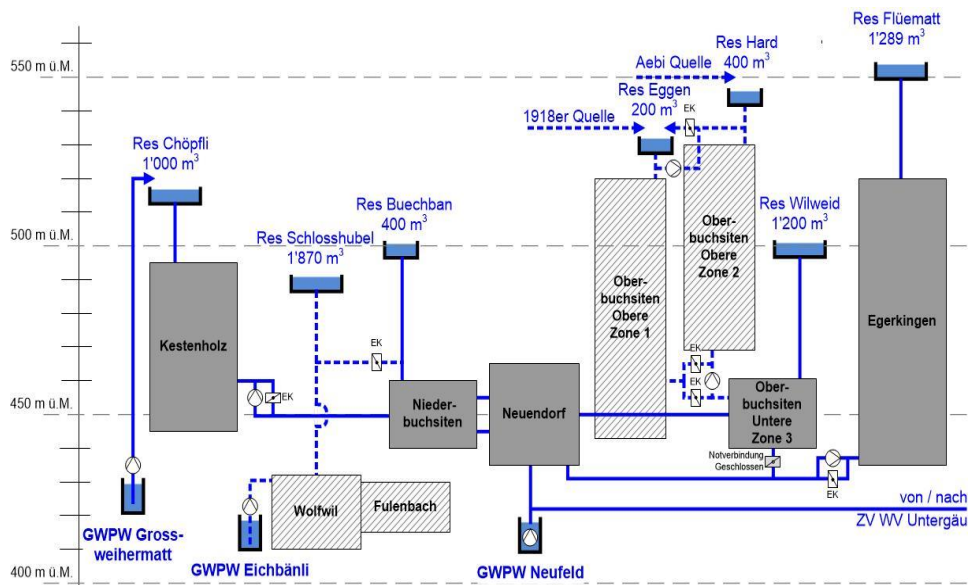 Res Flüematt
1'289 m³
Res Hard
400 m³
550 m ü.M.
Aebi Quelle
Res Eggen
200 m³
EK
1918er Quelle
Res Chöpfli
1'000 m³
Res Buechban
400 m³
Res Wilweid
1'200 m³
500 m ü.M.
Res Schlosshubel
1'870 m³
Ober-
buchsiten
Obere
Zone 2
Ober-
buchsiten
Obere
Zone 1
Egerkingen
Kestenholz
EK
EK
EK
EK
450 m ü.M.
Nieder-
buchsiten
Neuendorf
Ober-
buchsiten
Untere
Zone 3
Notverbindung
Geschlossen
EK
Wolfwil
Fulenbach
von / nach
ZV WV Untergäu
GWPW Gross-
weihermatt
GWPW Eichbänli
GWPW Neufeld
400 m ü.M.